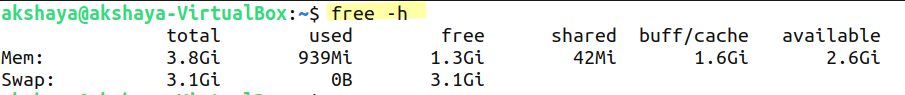 akshaya@akshaya-VirtualBox:~$ free -h
total used free shared buff/cache available
Mem: 3.8Gi 939Mi 1.3Gi 42Mi 1.6Gi 2.6Gi
Swap: 3.1Gi 0B 3.1Gi